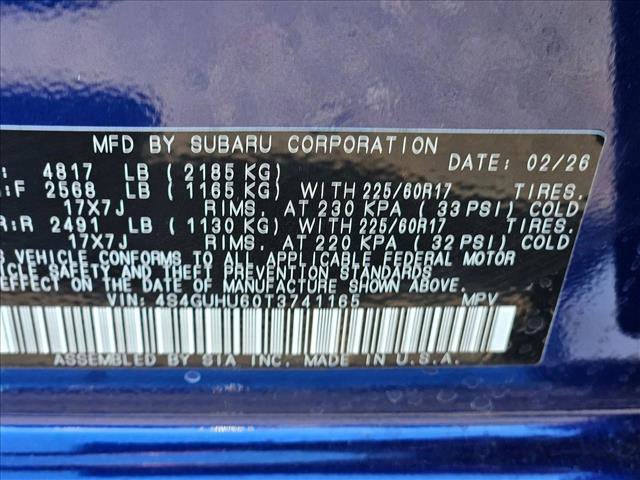 MFD BY SUBARU CORPORATION
DATE: 02/26
: 4817 LB (2185 KG)
:F 2568 LB (1165 KG) WITH 225/60R17 TIRES.
17X7J RIMS, AT 230 KPA ( 33 PSI) COLD
R:R 2491 LB (1130 KG) WITH 225/60R17 TIRES.
17X7J RIMS, AT 220 KPA ( 32 PSI) COLD
S VEHICLE CONFORMS TO ALL APPLICABLE FEDERAL MOTOR
HICLE SAFETY AND THEFT PREVENTION STANDARDS
EFFECT ON THE DATE OF MANUFACTURE SHOWN ABOVE.
VIN: 4S4GUHU60T3741165 MPV
ASSEMBLED BY SIA INC. MADE IN U.S.A.